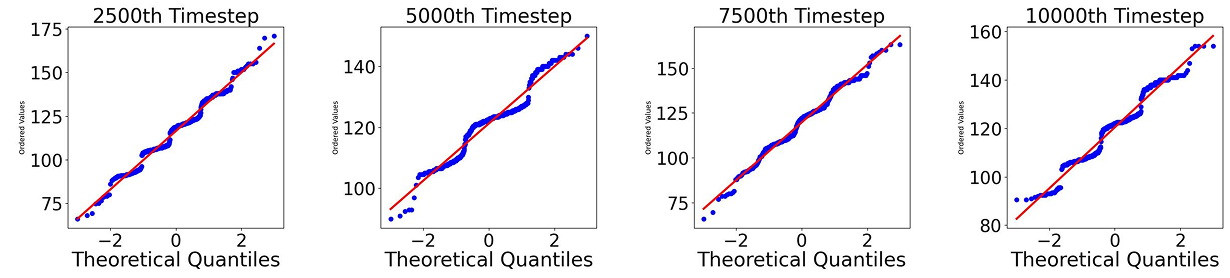 2500th Timestep
Ordered Values
175
150
125
100
75
−2 0 2
Theoretical Quantiles
5000th Timestep
Ordered Values
140
120
100
−2 0 2
Theoretical Quantiles
7500th Timestep
Ordered Values
150
125
100
75
−2 0 2
Theoretical Quantiles
10000th Timestep
Ordered Values
160
140
120
100
80
−2 0 2
Theoretical Quantiles